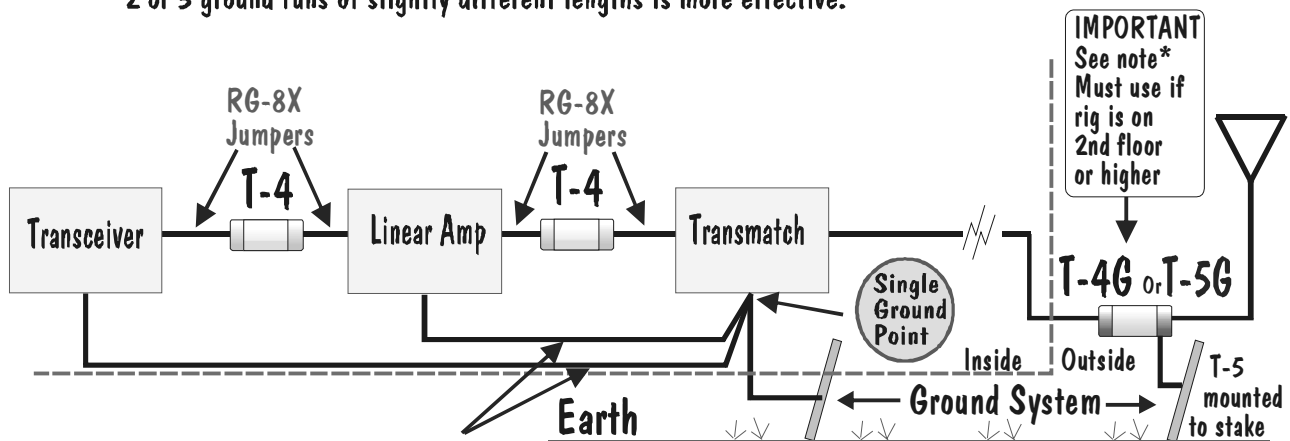 2 or 3 ground runs of slightly different lengths is more effective.
IMPORTANT
See note*
Must use if
rig is on
2nd floor
or higher
RG-8X
Jumpers
RG-8X
Jumpers
T-4
T-4
Transceiver
Linear Amp
Transmatch
T-4G Or T-5G
Single
Ground
Point
Inside
Outside
T-5
mounted
to stake
Earth
Ground System